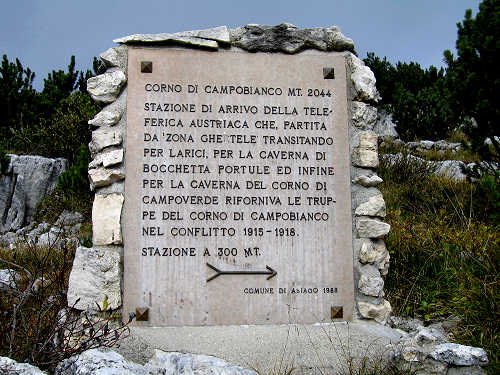 CORNO DI CAMPOBIANCO MT. 2044
STAZIONE DI ARRIVO DELLA TELE-
FERICA AUSTRIACA CHE, PARTITA
DA 'ZONA GHE TELE' TRANSITANDO
PER LARICI, PER LA CAVERNA DI
BOCCHETTA PORTULE ED INFINE
PER LA CAVERNA DEL CORNO DI
CAMPOVERDE RIFORNIVA LE TRUP-
PE DEL CORNO DI CAMPOBIANCO
NEL CONFLITTO 1915-1918.
STAZIONE A 300 MT.
COMUNE DI ASIAGO 1988